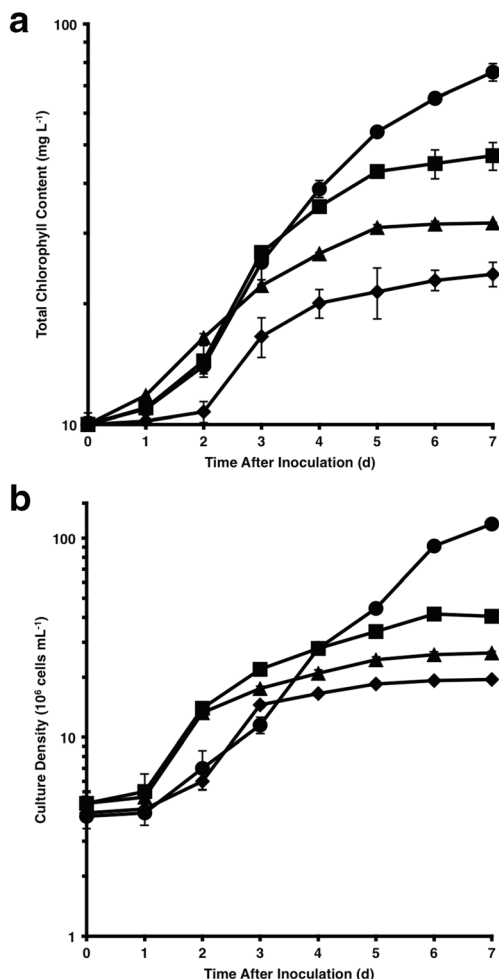 a
100
Total Chlorophyll Content (mg L⁻¹)
10
0 1 2 3 4 5 6 7
Time After Inoculation (d)
b
100
Culture Density (10⁶ cells mL⁻¹)
10
1
0 1 2 3 4 5 6 7
Time After Inoculation (d)